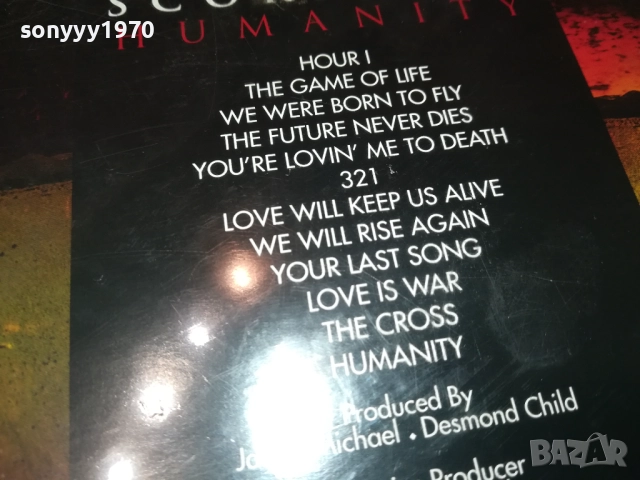 sonyyy1970
HUMANITY
HOUR I
THE GAME OF LIFE
WE WERE BORN TO FLY
THE FUTURE NEVER DIES
YOU'RE LOVIN' ME TO DEATH
321
LOVE WILL KEEP US ALIVE
WE WILL RISE AGAIN
YOUR LAST SONG
LOVE IS WAR
THE CROSS
HUMANITY
Produced By
Michael . Desmond Child
Producer
BAZAR